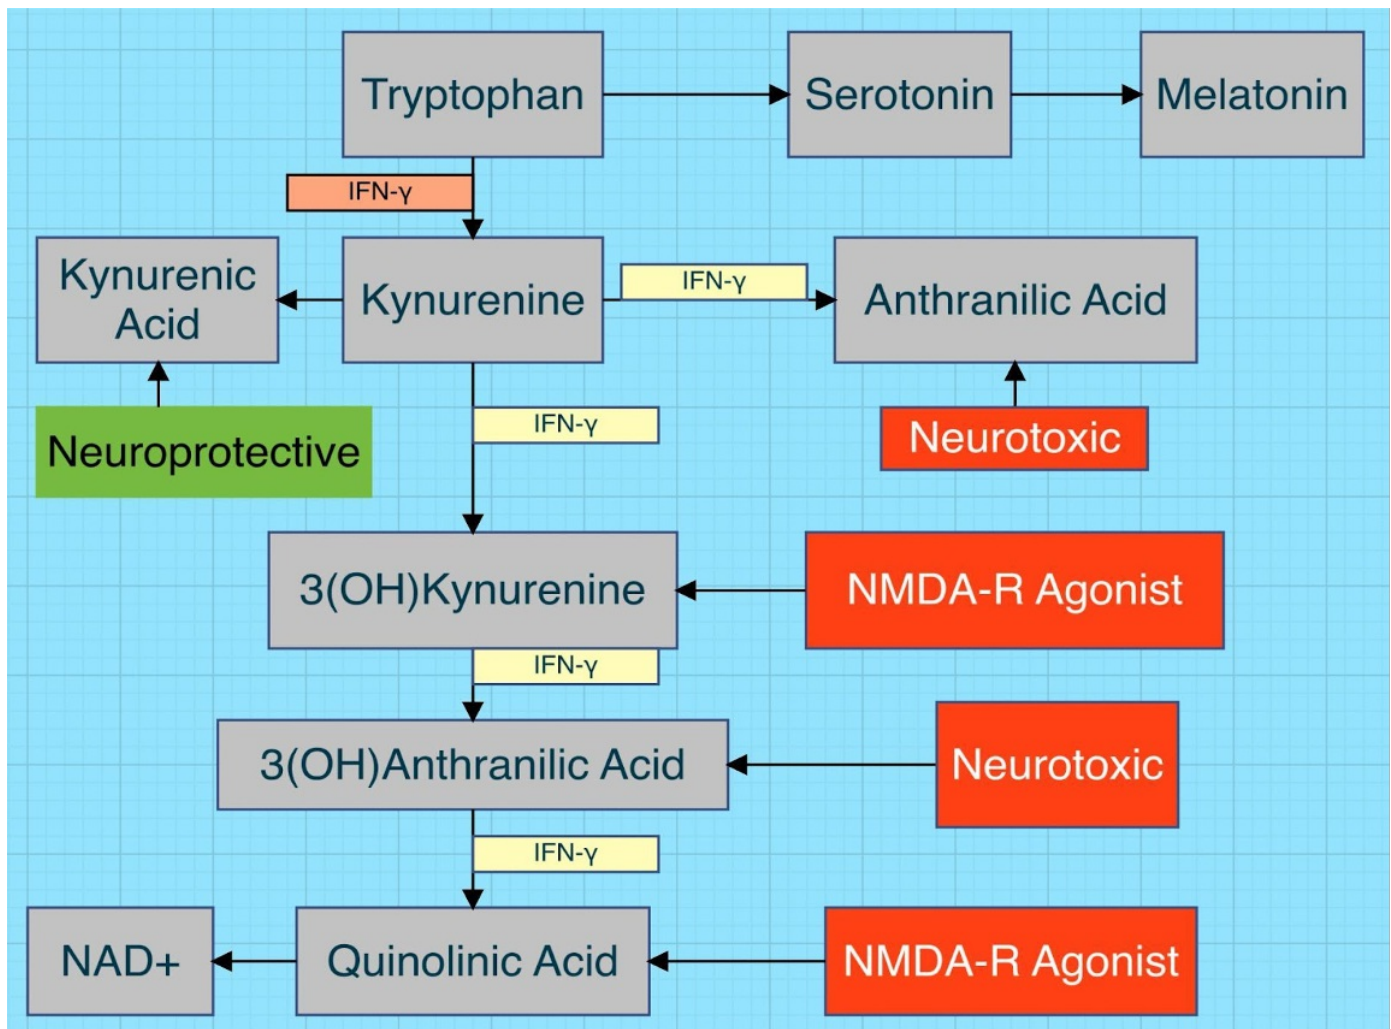 Tryptophan
Serotonin
Melatonin
IFN-γ
Kynurenic
Acid
Kynurenine
IFN-γ
Anthranilic Acid
Neuroprotective
IFN-γ
Neurotoxic
3(OH)Kynurenine
NMDA-R Agonist
IFN-γ
3(OH)Anthranilic Acid
Neurotoxic
IFN-γ
NAD+
Quinolinic Acid
NMDA-R Agonist